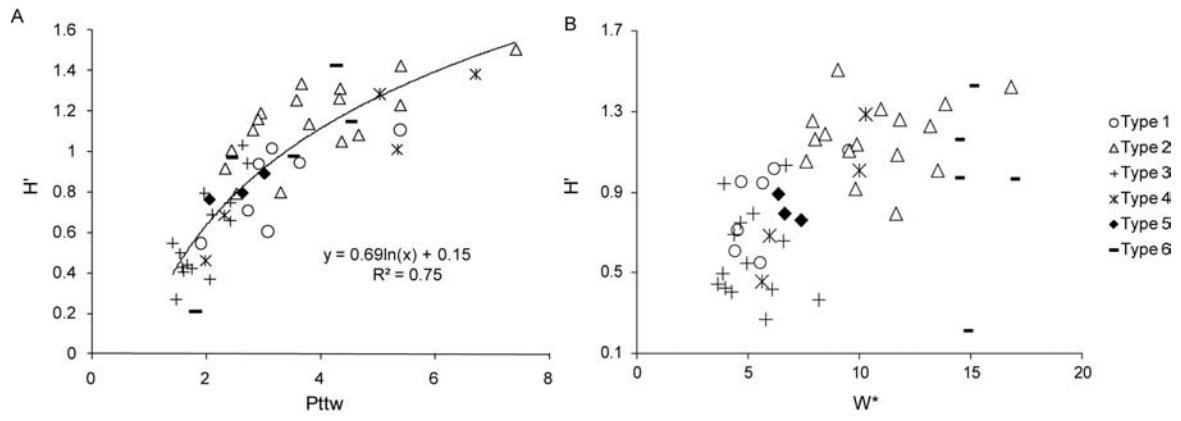 A
1.6
1.4
1.2
1
0.8
0.6
0.4
0.2
0
H'
y = 0.69ln(x) + 0.15
R² = 0.75
0 2 4 6 8
Pttw
B
1.7
1.3
0.9
0.5
0.1
H'
0 5 10 15 20
W*
Type 1
Type 2
Type 3
Type 4
Type 5
Type 6